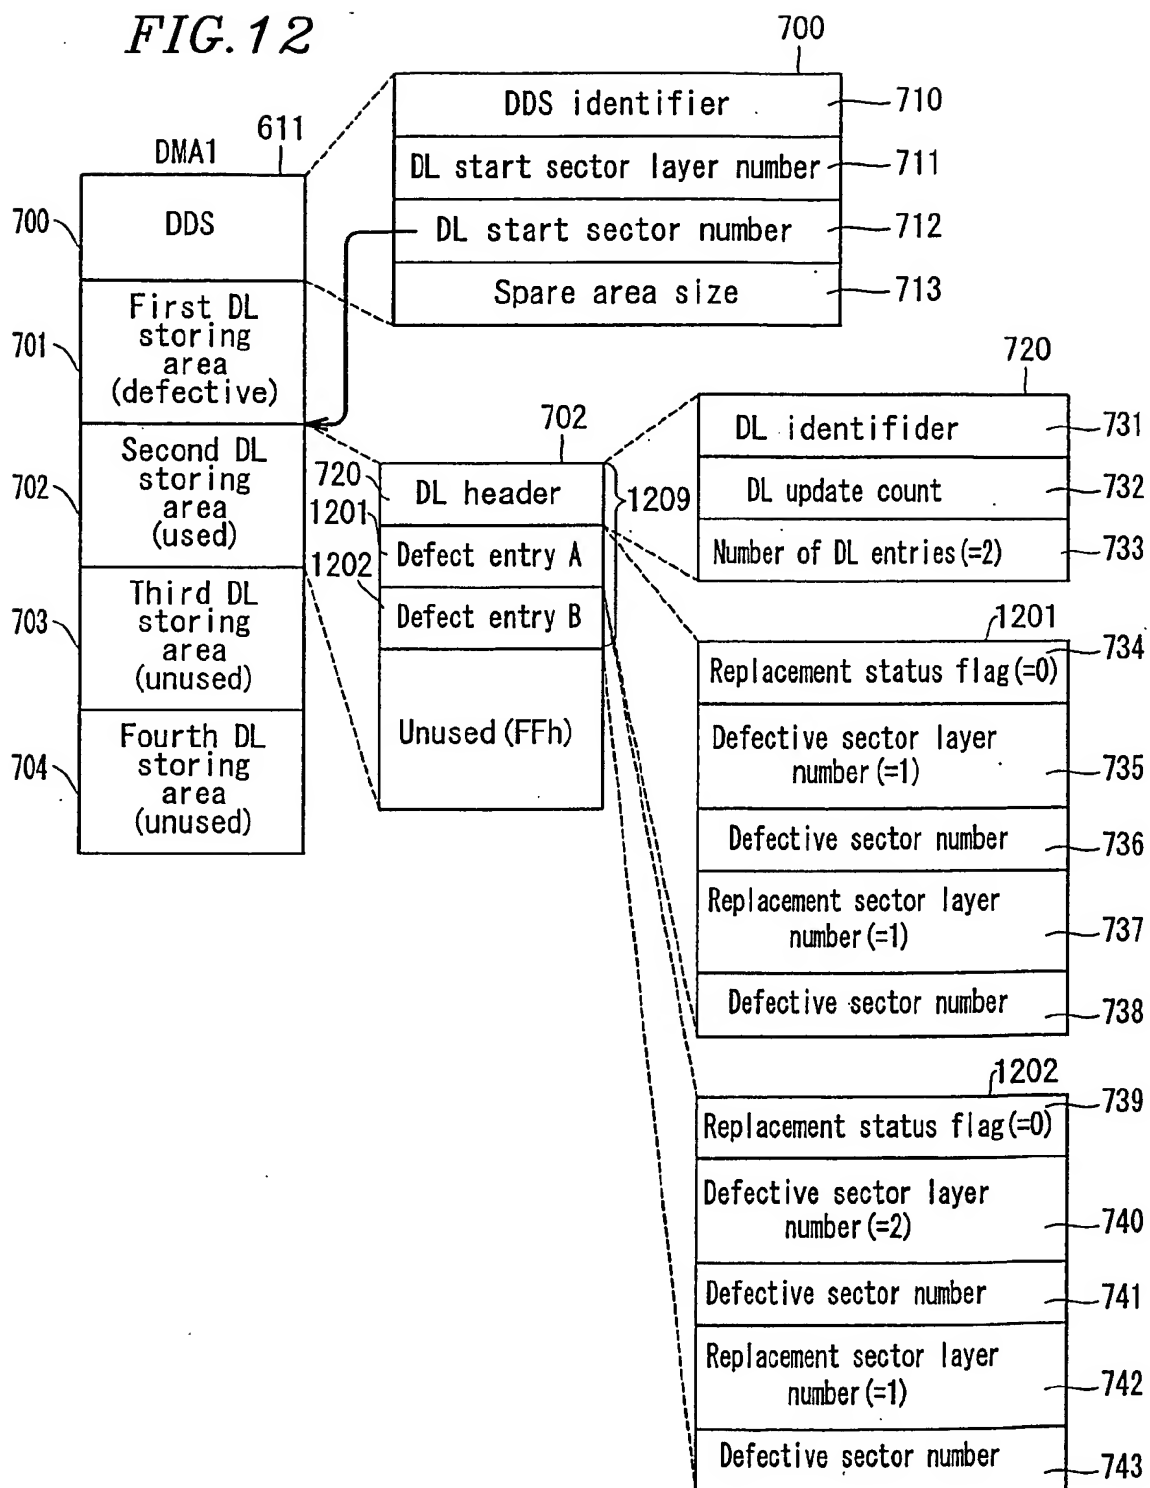 FIG.12
700
DDS identifier
710
DL start sector layer number
711
DL start sector number
712
Spare area size
713
DMA1
611
700
DDS
701
First DL
storing
area
(defective)
702
Second DL
storing
area
(used)
703
Third DL
storing
area
(unused)
704
Fourth DL
storing
area
(unused)
702
720
DL header
1201
Defect entry A
1202
Defect entry B
1209
Unused(FFh)
720
DL identifider
731
DL update count
732
Number of DL entries(=2)
733
1201
Replacement status flag(=0)
734
Defective sector layer
number(=1)
735
Defective sector number
736
Replacement sector layer
number(=1)
737
Defective sector number
738
1202
Replacement status flag(=0)
739
Defective sector layer
number(=2)
740
Defective sector number
741
Replacement sector layer
number(=1)
742
Defective sector number
743